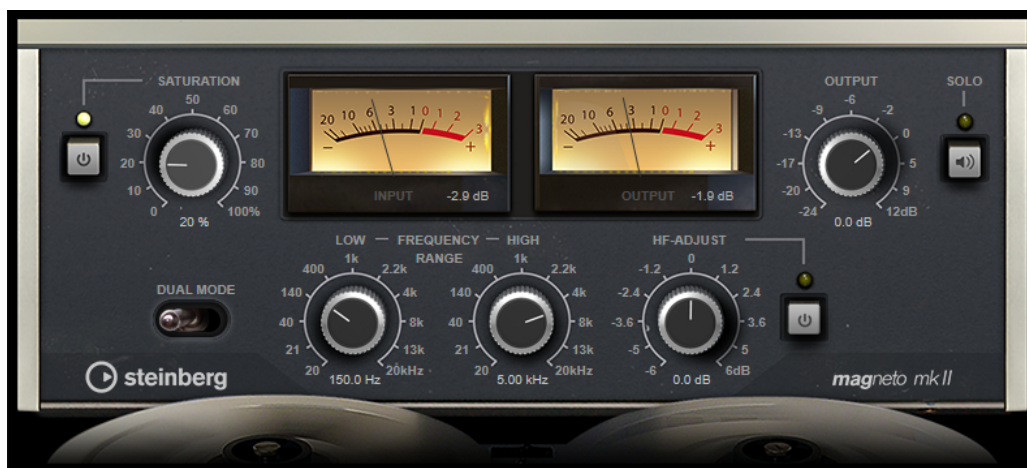 SATURATION
0 10 20 30 40 50 60 70 80 90 100%
20 %
20 10 6 3 1 0 1 2 3
- +
INPUT -2.9 dB
20 10 6 3 1 0 1 2 3
- +
OUTPUT -1.9 dB
OUTPUT
-24 -20 -17 -13 -9 -6 -2 0 5 9 12dB
0.0 dB
SOLO
DUAL MODE
LOW — FREQUENCY RANGE — HIGH
20 21 40 140 400 1k 2.2k 4k 8k 13k 20kHz
150.0 Hz
20 21 40 140 400 1k 2.2k 4k 8k 13k 20kHz
5.00 kHz
HF-ADJUST
-6 -5 -3.6 -2.4 -1.2 0 1.2 2.4 3.6 5 6dB
0.0 dB
steinberg
magneto mkII